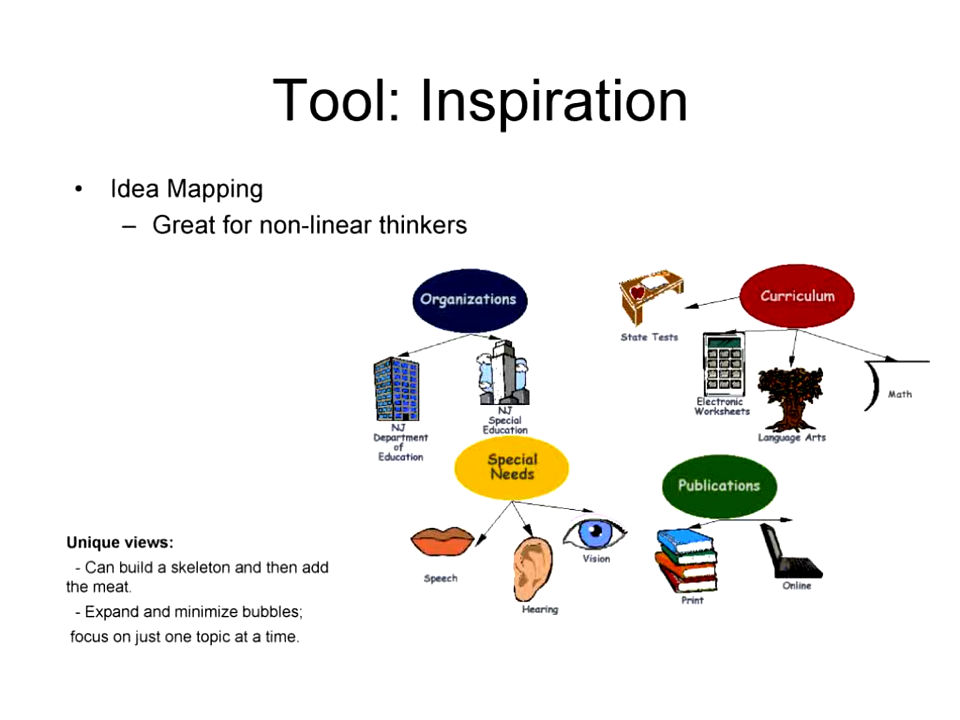 Tool: Inspiration
• Idea Mapping
– Great for non-linear thinkers
Organizations
NJ
Department
of
Education
NJ
Special
Education
Curriculum
State Tests
Electronic
Worksheets
Language Arts
Math
Special
Needs
Speech
Hearing
Vision
Publications
Print
Online
Unique views:
- Can build a skeleton and then add
the meat.
- Expand and minimize bubbles;
focus on just one topic at a time.